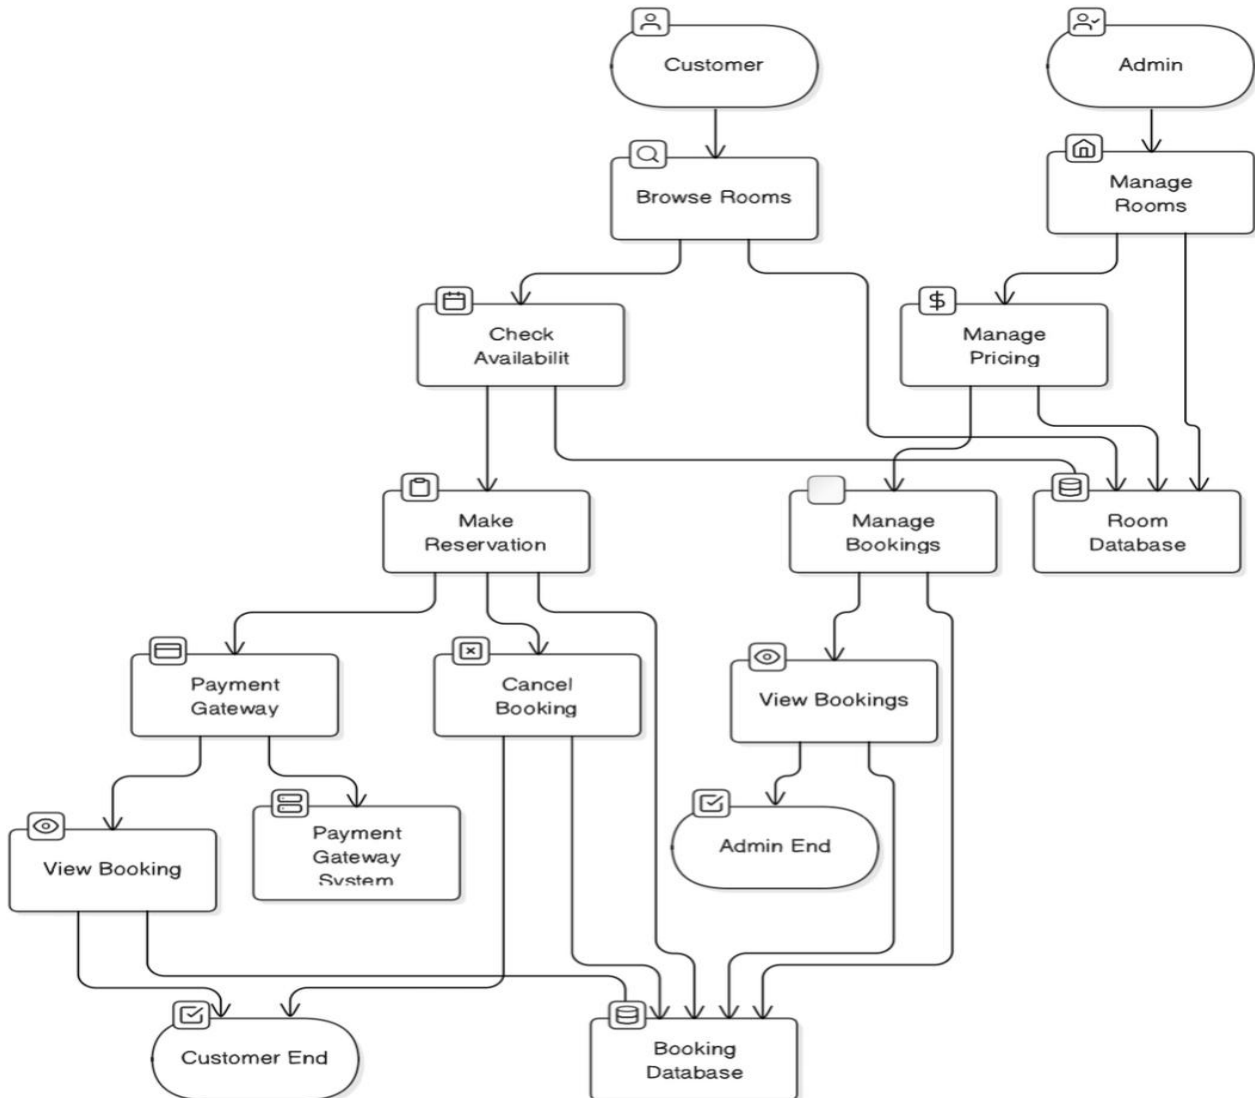 Customer
Admin
Browse Rooms
Manage
Rooms
Check
Availabilit
Manage
Pricing
Make
Reservation
Manage
Bookings
Room
Database
Payment
Gateway
Cancel
Booking
View Bookings
Payment
Gateway
System
Admin End
View Booking
Customer End
Booking
Database